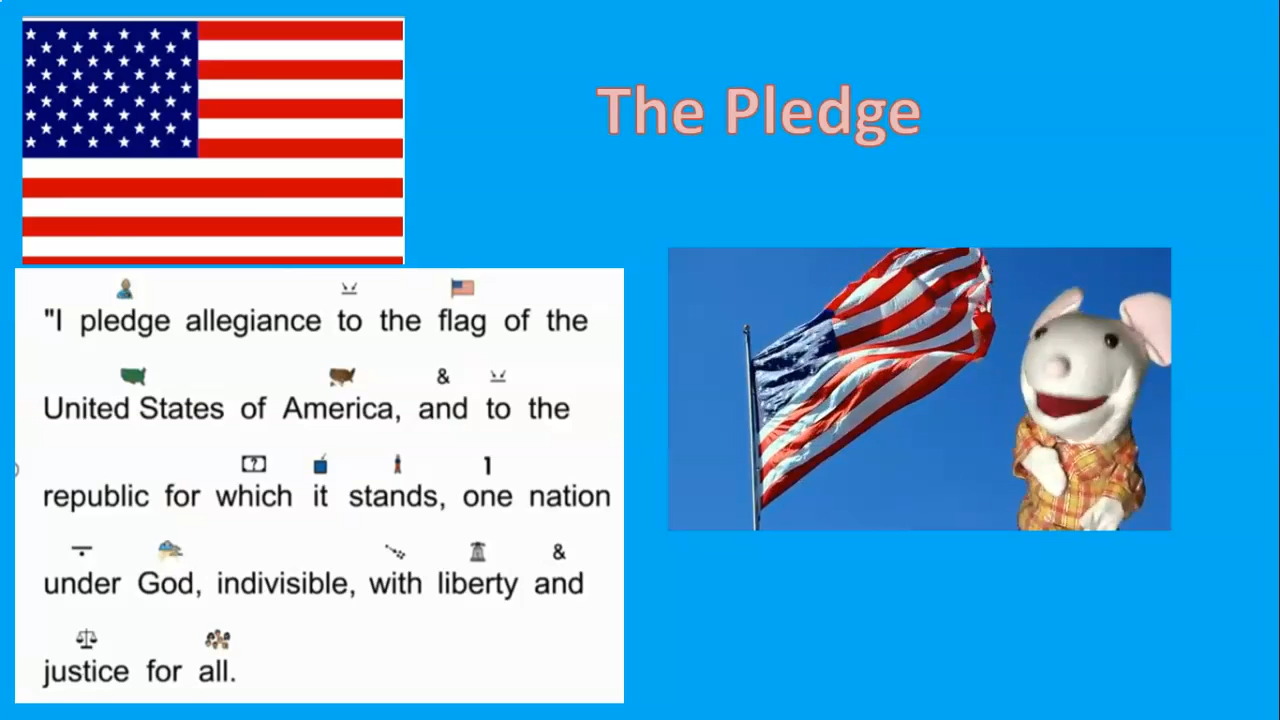 The Pledge
"I pledge allegiance to the flag of the
United States of America, and to the
republic for which it stands, one nation
under God, indivisible, with liberty and
justice for all.